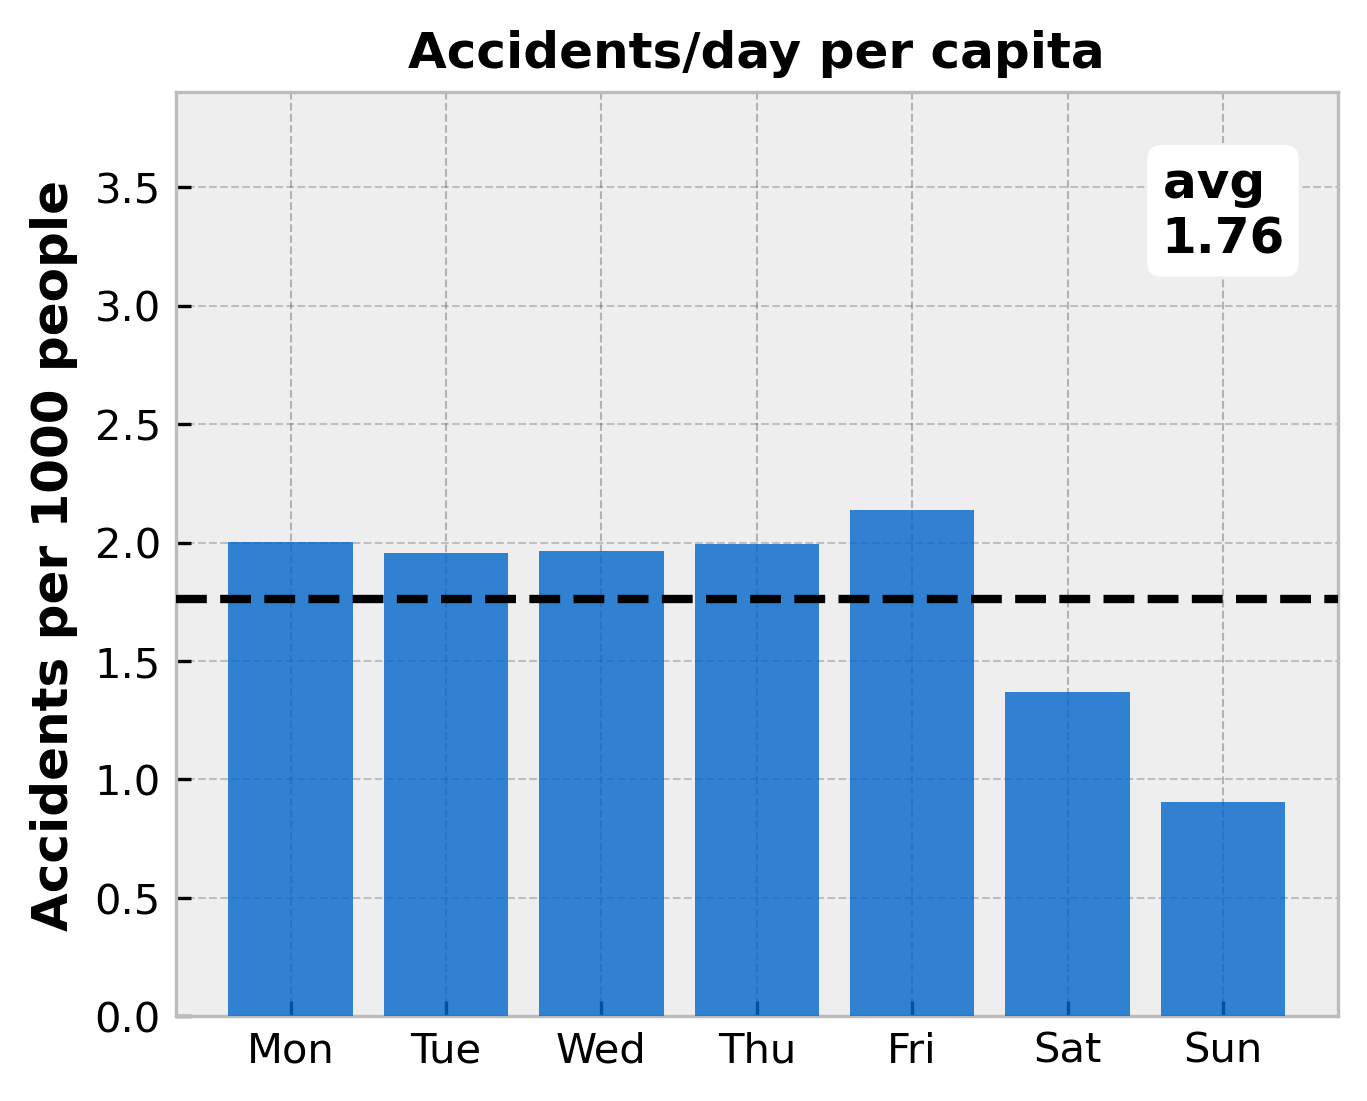 Accidents/day per capita
Accidents per 1000 people
3.5
3.0
2.5
2.0
1.5
1.0
0.5
0.0
avg
1.76
Mon Tue Wed Thu Fri Sat Sun